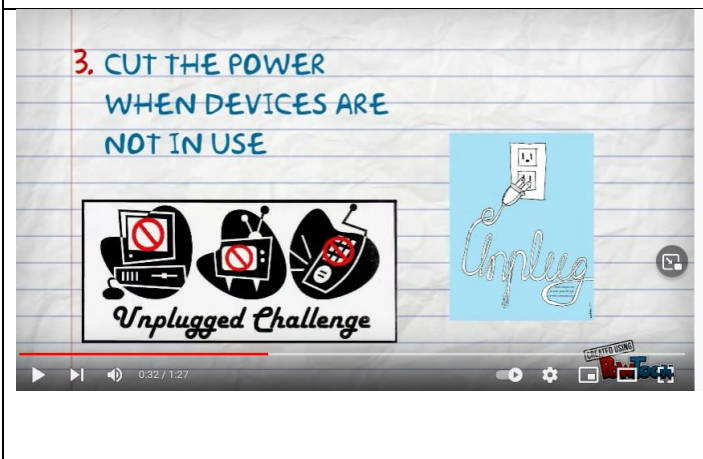 3. CUT THE POWER
WHEN DEVICES ARE
NOT IN USE
Unplugged Challenge
Unplug
CREATED USING
PowToon
0:32 / 1:27